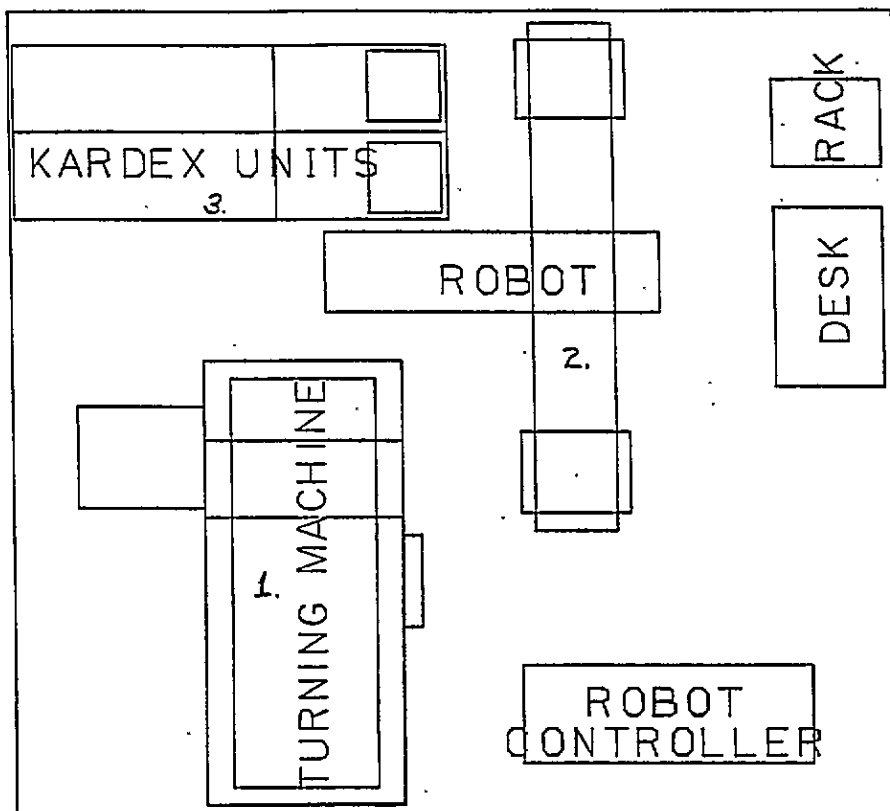 KARDEX UNITS
3.
RACK
ROBOT
DESK
2.
TURNING MACHINE
1.
ROBOT
CONTROLLER